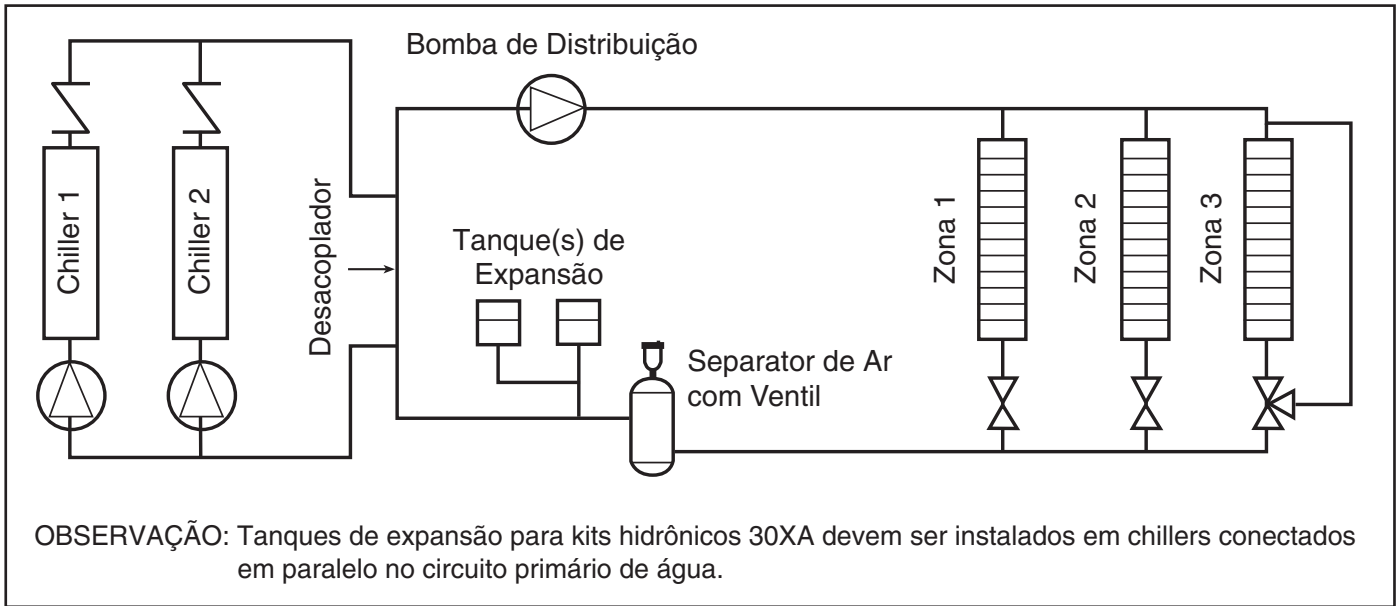 Bomba de Distribuição
Chiller 1
Chiller 2
Desacoplador
Tanque(s) de
Expansão
Separator de Ar
com Ventil
Zona 1
Zona 2
Zona 3
OBSERVAÇÃO: Tanques de expansão para kits hidrônicos 30XA devem ser instalados em chillers conectados
em paralelo no circuito primário de água.